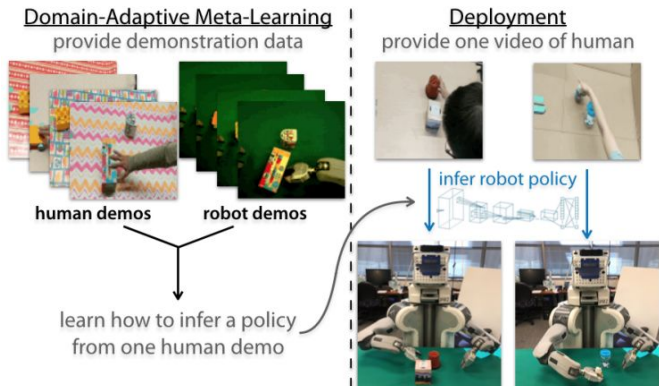 Domain-Adaptive Meta-Learning
provide demonstration data
human demos
robot demos
learn how to infer a policy
from one human demo
Deployment
provide one video of human
infer robot policy